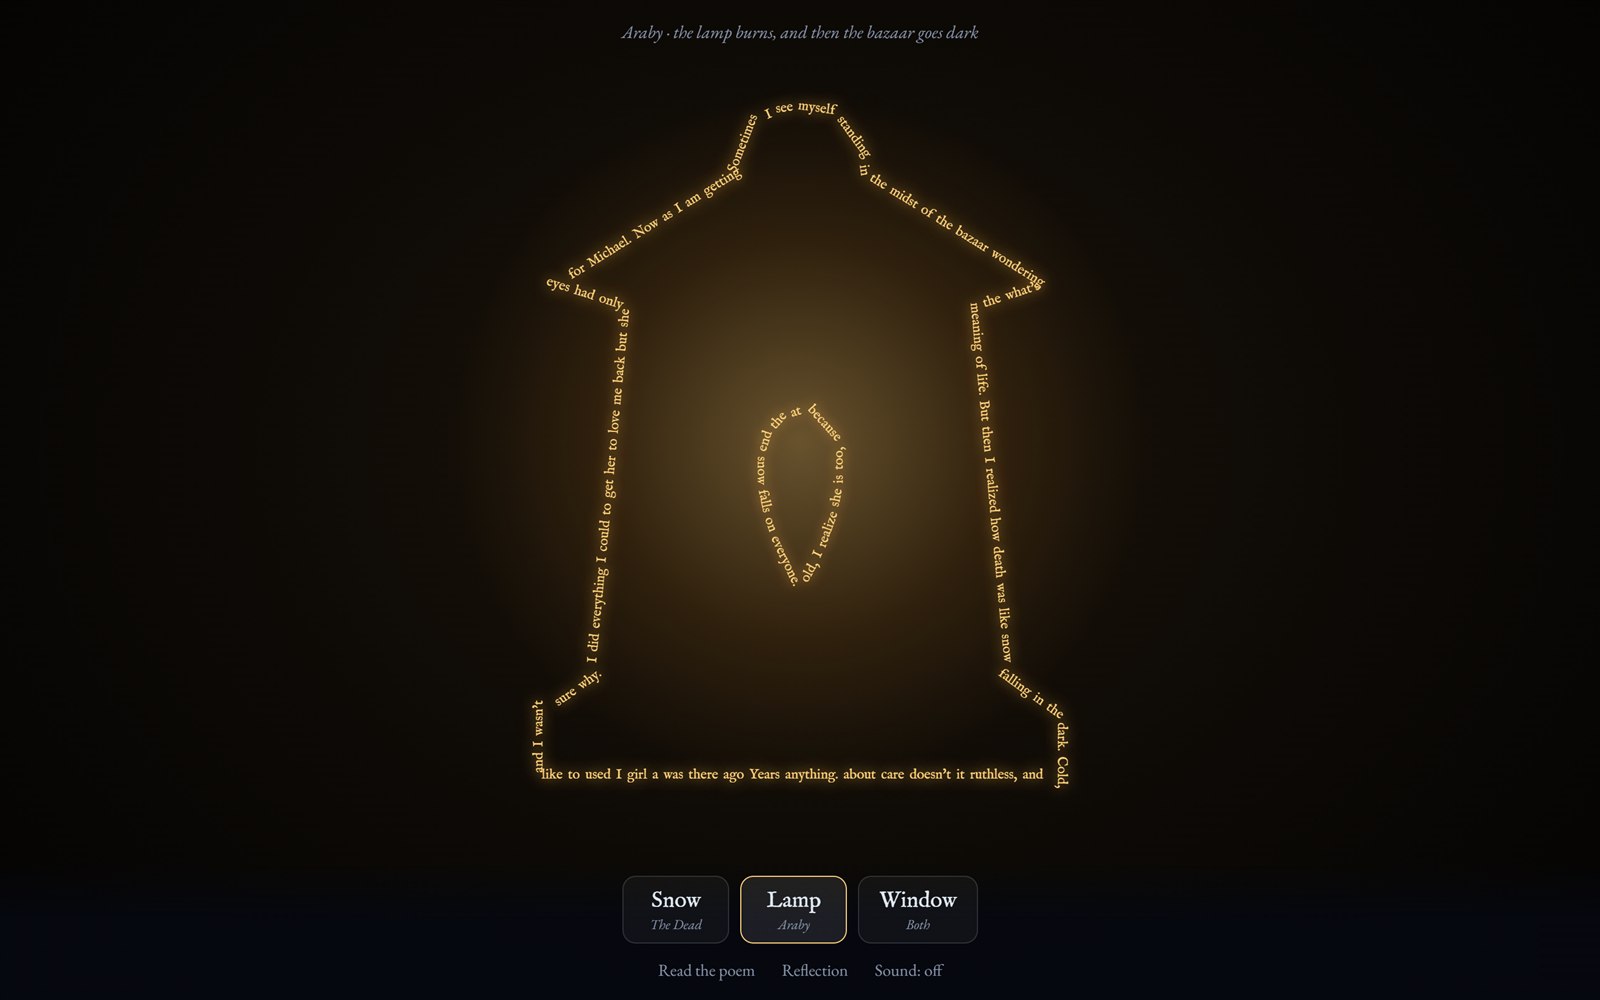 Araby · the lamp burns, and then the bazaar goes dark
Sometimes
I see myself
standing
in the midst of the bazaar wondering
what’s the
meaning of life. But then I realized how death was like snow
falling in the
dark. Cold,
and ruthless, it doesn’t care about anything. Years ago there was a girl I used to like
and I wasn’t
sure why.
I did everything I could to get her to love me back but she
only had eyes
for Michael. Now as I am getting
old, I realize she is too,
because
at the end snow falls on everyone.
Snow
The Dead
Lamp
Araby
Window
Both
Read the poem
Reflection
Sound: off